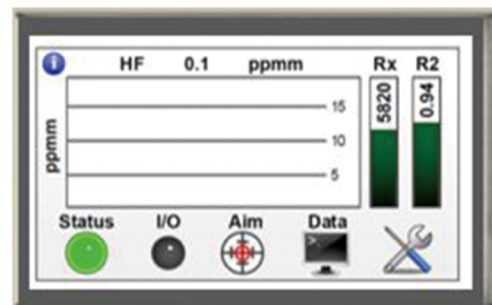 i HF 0.1 ppmm Rx R2
5820 0.94
ppmm
15
10
5
Status I/O Aim Data
>